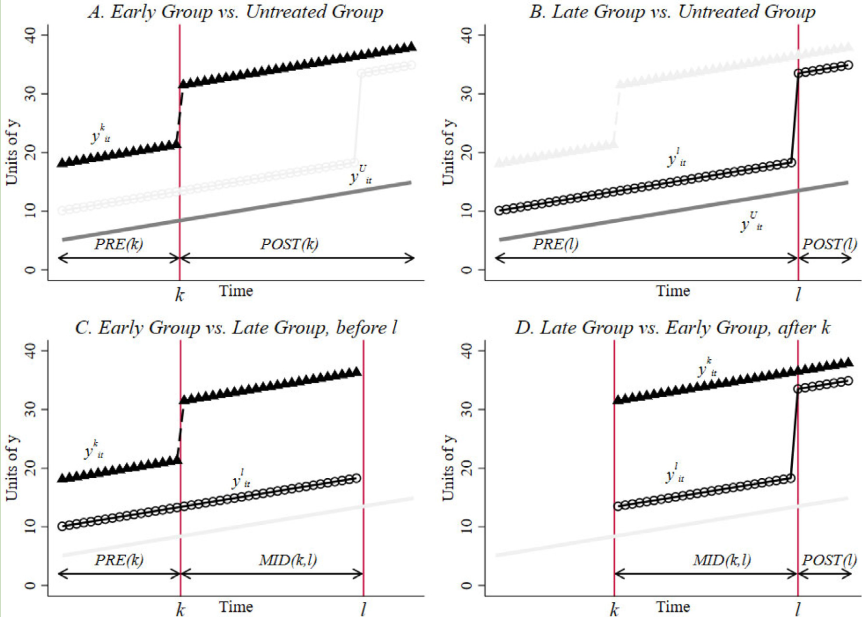 A. Early Group vs. Untreated Group
Units of y
40
30
20
10
0
y^k_it
y^U_it
PRE(k)
POST(k)
k
Time
B. Late Group vs. Untreated Group
Units of y
40
30
20
10
0
y^l_it
y^U_it
PRE(l)
POST(l)
Time
l
C. Early Group vs. Late Group, before l
Units of y
40
30
20
10
0
y^k_it
y^l_it
PRE(k)
MID(k,l)
k
Time
l
D. Late Group vs. Early Group, after k
Units of y
40
30
20
10
0
y^k_it
y^l_it
MID(k,l)
POST(l)
k
Time
l